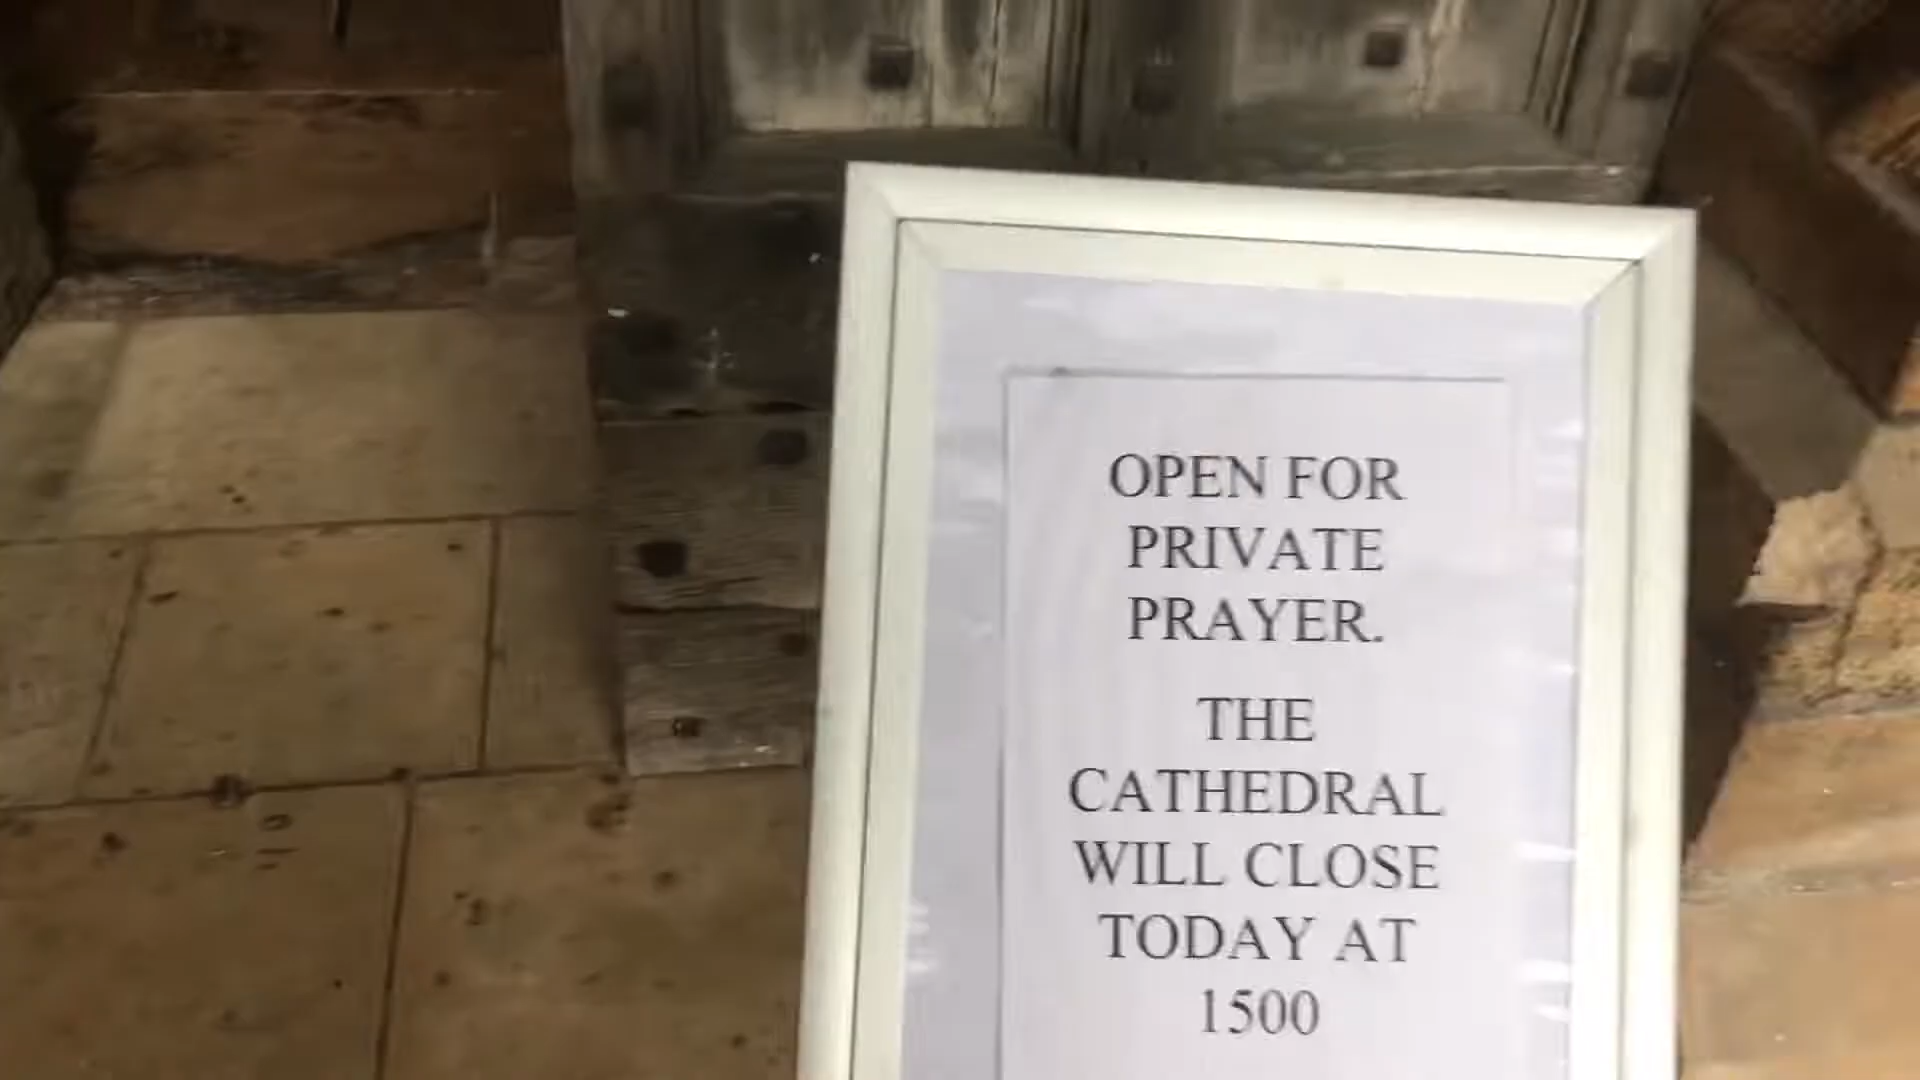 OPEN FOR
PRIVATE
PRAYER.
THE
CATHEDRAL
WILL CLOSE
TODAY AT
1500